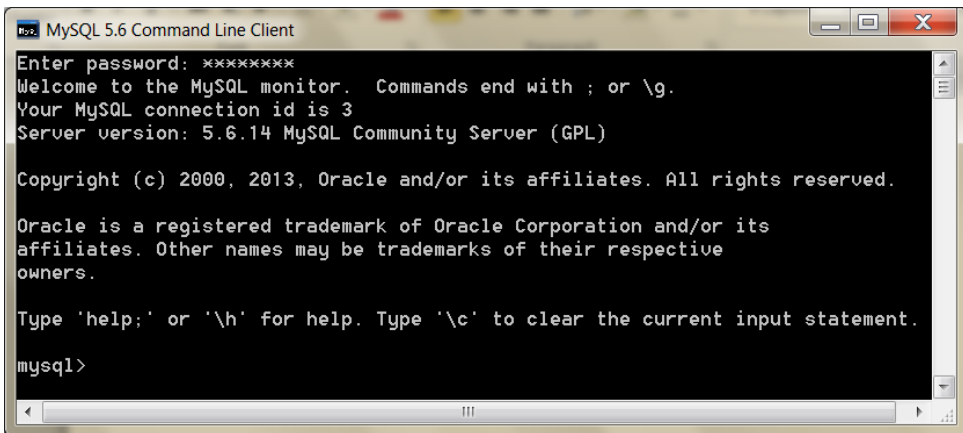 MySQL 5.6 Command Line Client
Enter password: ********
Welcome to the MySQL monitor.  Commands end with ; or \g.
Your MySQL connection id is 3
Server version: 5.6.14 MySQL Community Server (GPL)
Copyright (c) 2000, 2013, Oracle and/or its affiliates. All rights reserved.
Oracle is a registered trademark of Oracle Corporation and/or its
affiliates. Other names may be trademarks of their respective
owners.
Type 'help;' or '\h' for help. Type '\c' to clear the current input statement.
mysql>